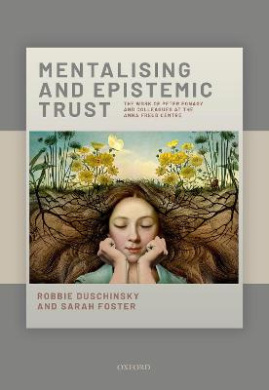 MENTALISING
AND EPISTEMIC
TRUST
THE WORK OF PETER FONAGY
AND COLLEAGUES AT THE
ANNA FREUD CENTRE
ROBBIE DUSCHINSKY
AND SARAH FOSTER
OXFORD